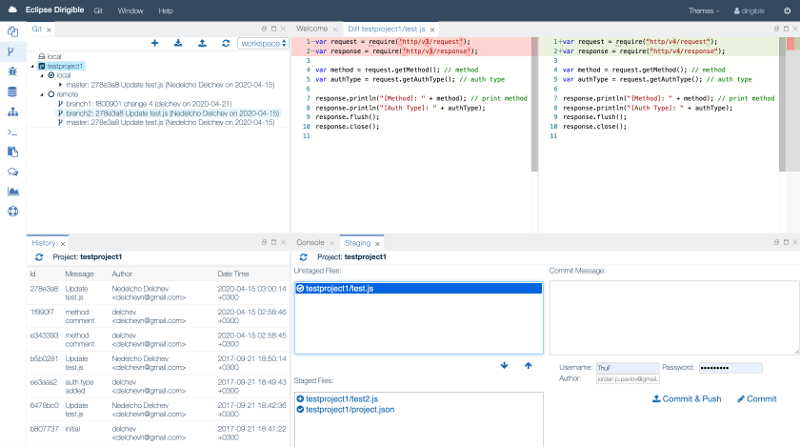 Eclipse Dirigible Git Window Help Themes dirigible
Git
workspace
local
testproject1
local
master: 278e3a8 Update test.js (Nedelcho Delchev on 2020-04-15)
remote
branch1: 1800901 change 4 (delchev on 2020-04-21)
branch2: 278e3a8 Update test.js (Nedelcho Delchev on 2020-04-15)
master: 278e3a8 Update test.js (Nedelcho Delchev on 2020-04-15)
Welcome Diff testproject1/test.js
1 var request = require('http/v3/request');
2 var response = require('http/v3/response');
3
4 var method = request.getMethod(); // method
5 var authType = request.getAuthType(); // auth type
6
7 response.println("[Method]: " + method); // print method
8 response.println("[Auth Type]: " + authType);
9 response.flush();
10 response.close();
11
1+var request = require("http/v4/request");
2+var response = require("http/v4/response");
3
4 var method = request.getMethod(); // method
5 var authType = request.getAuthType(); // auth type
6
7 response.println("[Method]: " + method); // print method
8 response.println("[Auth Type]: " + authType);
9 response.flush();
10 response.close();
11
History
Project: testproject1
Id Message Author Date Time
278e3a8 Update test.js Nedelcho Delchev <delchevn@gmail.com> 2020-04-15 03:00:14 +0300
1f890f7 method comment delchev <delchevn@gmail.com> 2020-04-15 02:58:46 +0300
e343393 method comment delchev <delchevn@gmail.com> 2020-04-15 02:58:45 +0300
b5b0281 Update test.js Nedelcho Delchev <delchevn@gmail.com> 2017-09-21 18:50:14 +0300
ee3aaa2 auth type added delchev <delchevn@gmail.com> 2017-09-21 18:49:43 +0300
6478bc0 Update test.js Nedelcho Delchev <delchevn@gmail.com> 2017-09-21 18:42:36 +0300
b807737 initial delchev 2017-09-21 18:41:22
<delchevn@gmail.com> +0300
Console Staging
Project: testproject1
Unstaged Files:
testproject1/test.js
Staged Files:
testproject1/test2.js
testproject1/project.json
Commit Message:
Username: ThuF Password: •••••••••
Author: jordan.p.pavlov@gmail.
Commit & Push Commit